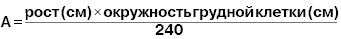 A = рост (см) × окружность грудной клетки (см)
240